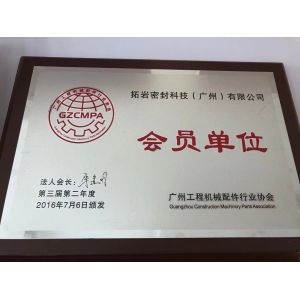 拓岩密封科技（广州）有限公司
GZCMPA
会员单位
法人会长：
第三届第二年度
2016年7月6日颁发
广州工程机械配件行业协会
Guangzhou Construction Machinery Parts Association